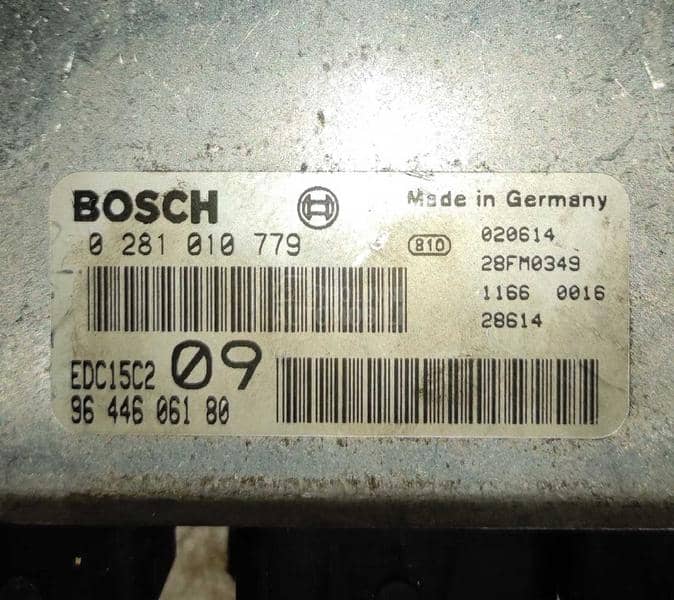 BOSCH
Made in Germany
0 281 010 779
810
020614
28FM0349
1166 0016
28614
EDC15C2 09
96 446 061 80